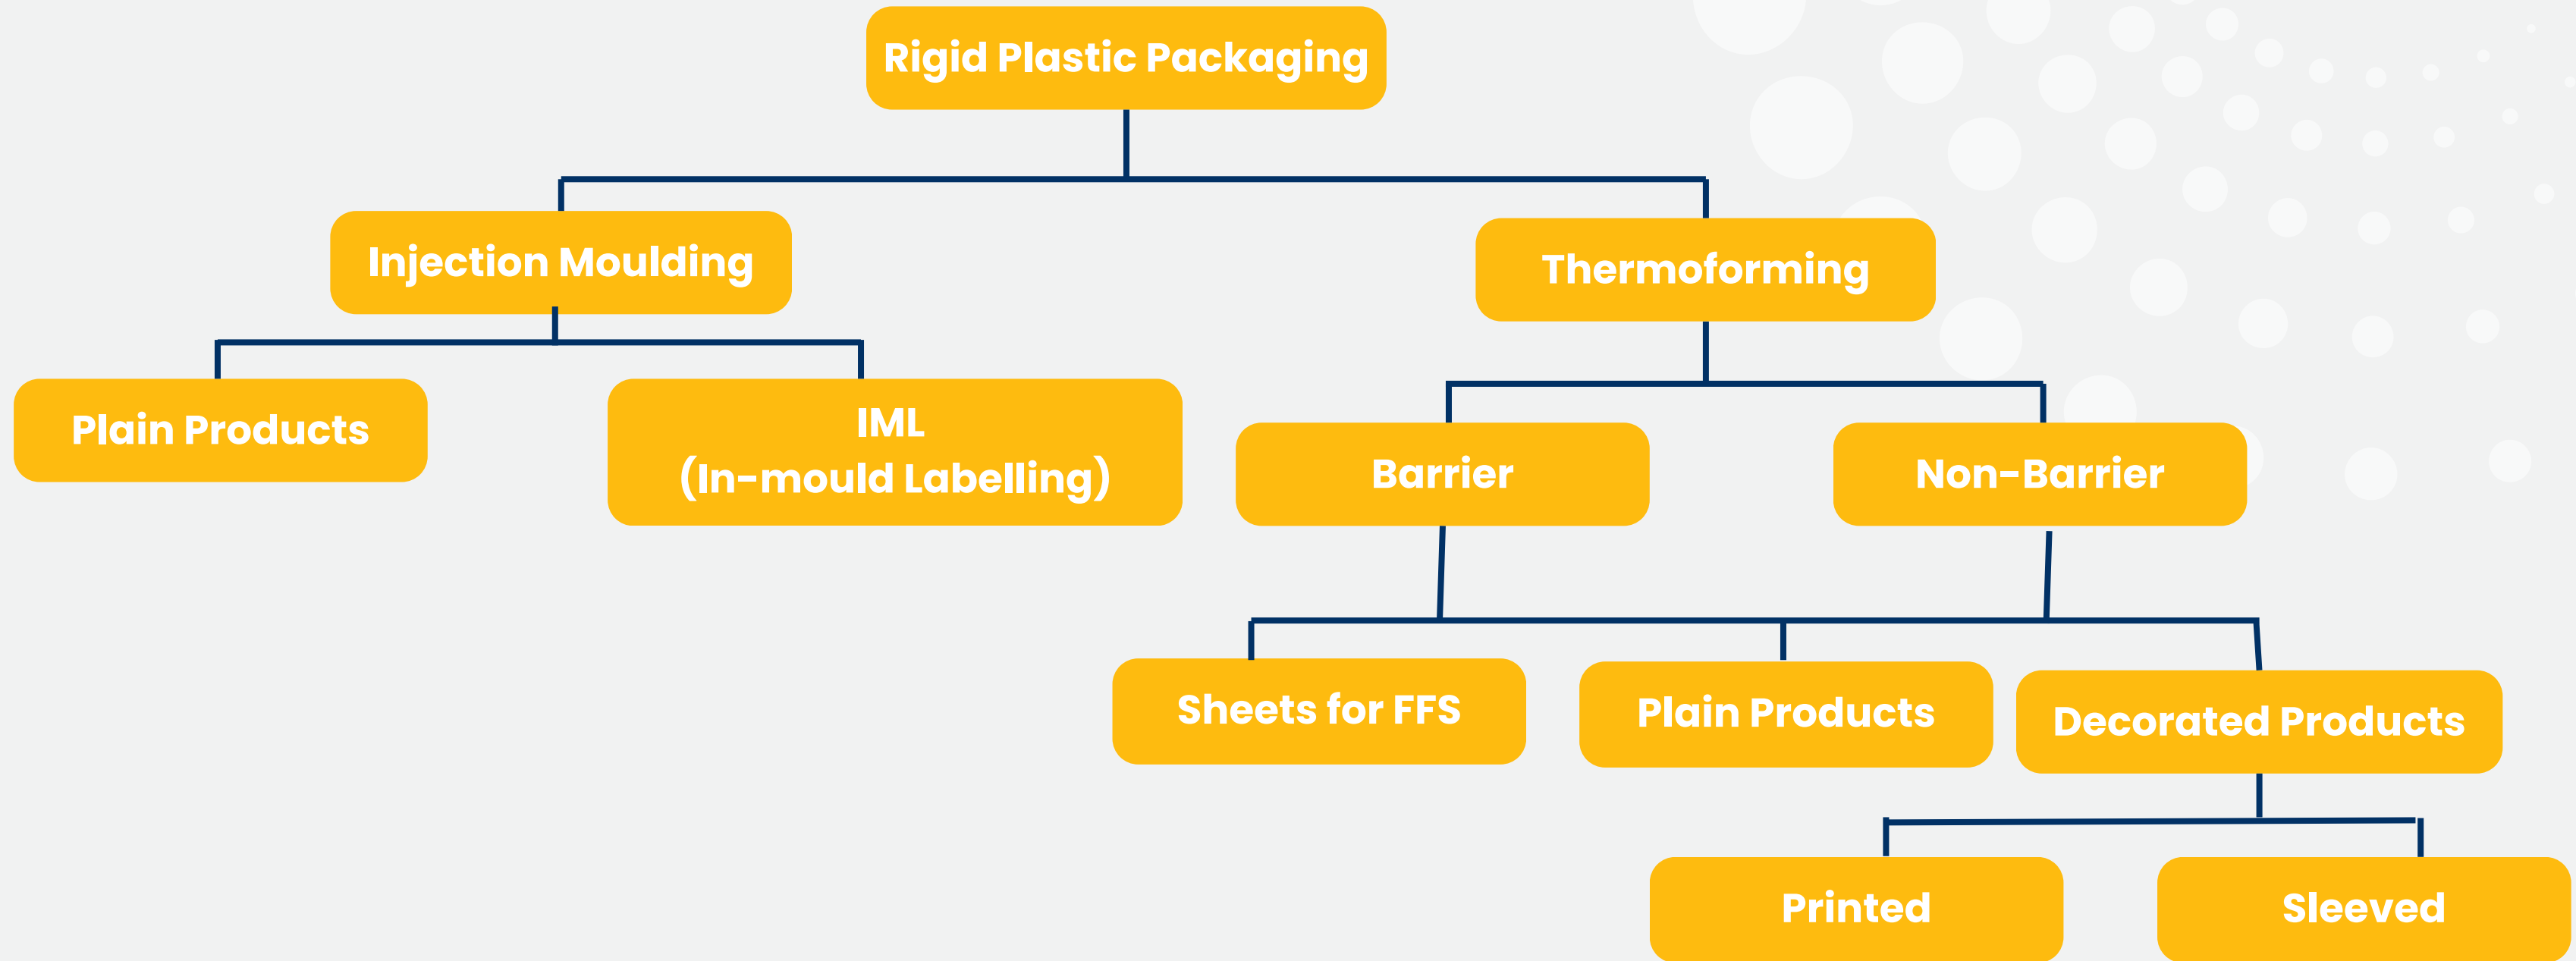 Rigid Plastic Packaging
Injection Moulding
Thermoforming
Plain Products
IML
(In-mould Labelling)
Barrier
Non-Barrier
Sheets for FFS
Plain Products
Decorated Products
Printed
Sleeved